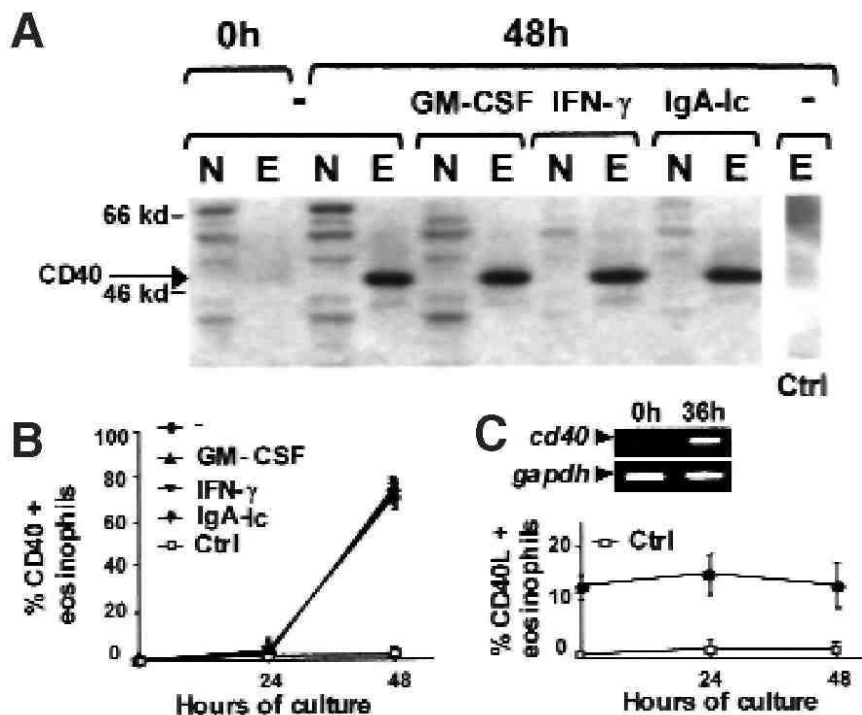 A
0h 48h
- GM-CSF IFN-γ IgA-Ic -
N E N E N E N E N E E
66 kd-
CD40
46 kd-
Ctrl
B
100
80
60
40
20
0
% CD40 +
eosinophils
-
GM-CSF
IFN-γ
IgA-Ic
Ctrl
24 48
Hours of culture
C
0h 36h
cd40
gapdh
20
10
0
% CD40L +
eosinophils
Ctrl
24 48
Hours of culture